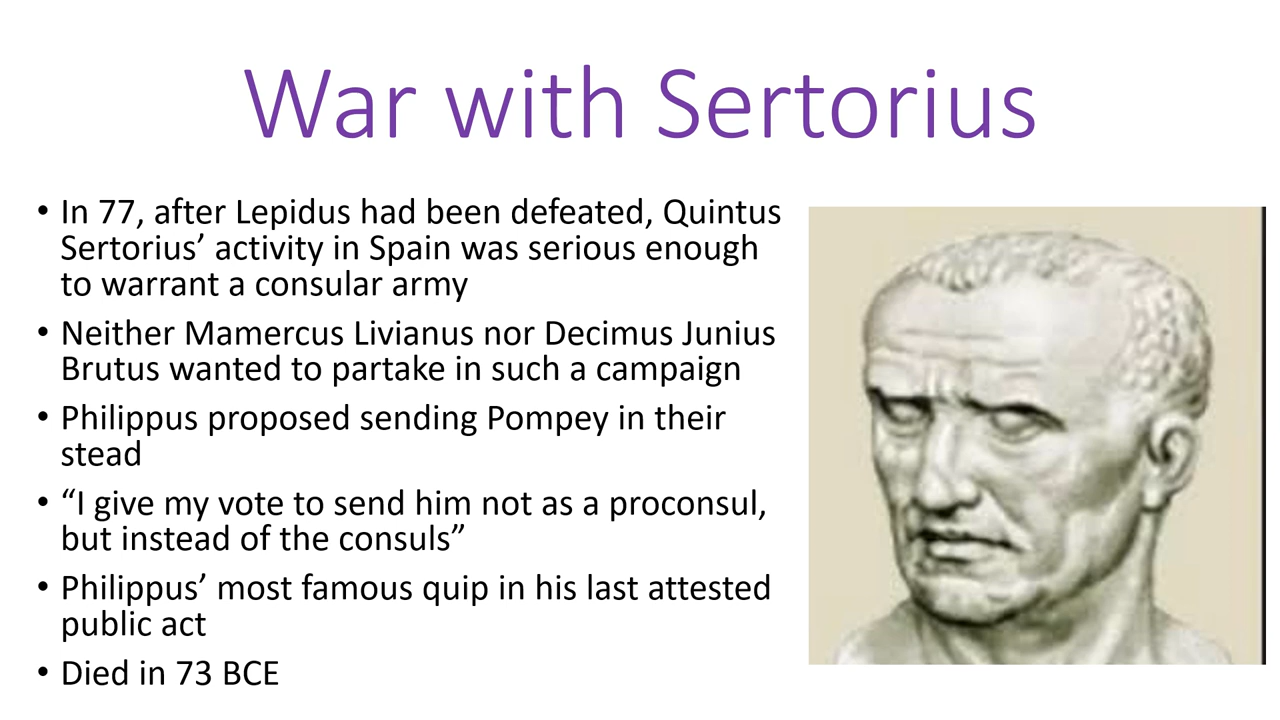 War with Sertorius
• In 77, after Lepidus had been defeated, Quintus
Sertorius’ activity in Spain was serious enough
to warrant a consular army
• Neither Mamercus Livianus nor Decimus Junius
Brutus wanted to partake in such a campaign
• Philippus proposed sending Pompey in their
stead
• “I give my vote to send him not as a proconsul,
but instead of the consuls”
• Philippus’ most famous quip in his last attested
public act
• Died in 73 BCE